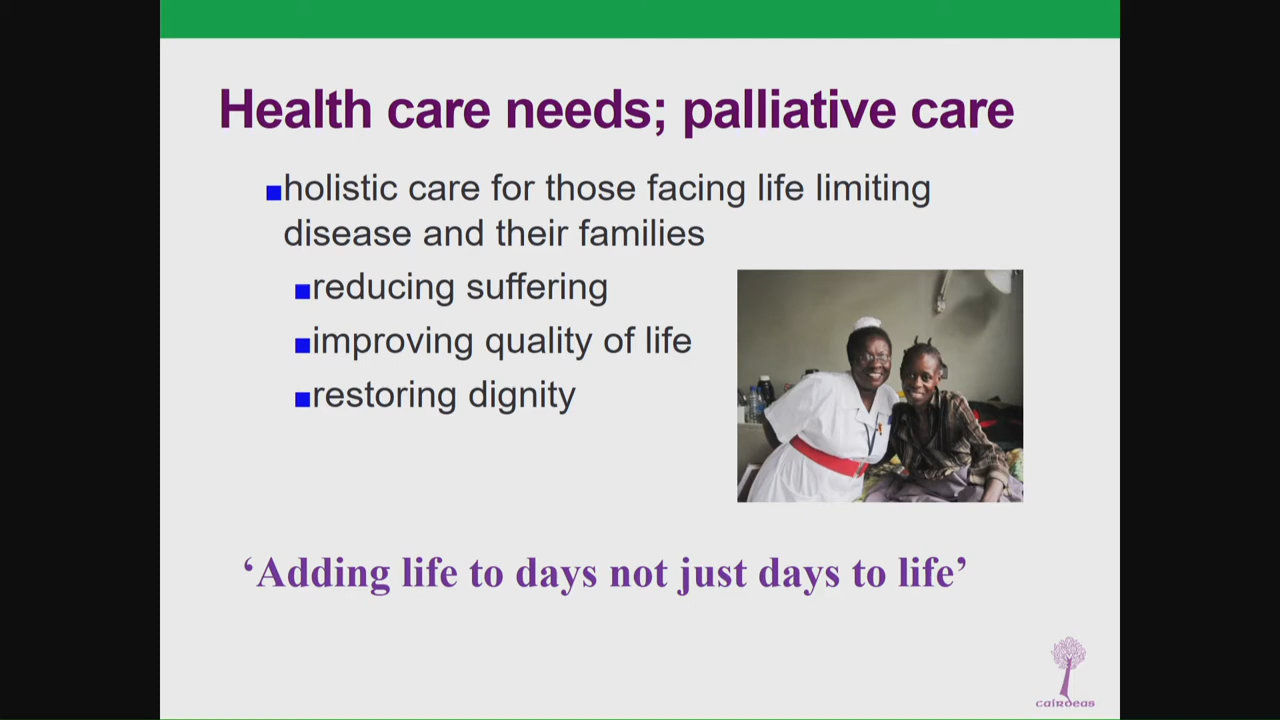 Health care needs; palliative care
holistic care for those facing life limiting
disease and their families
reducing suffering
improving quality of life
restoring dignity
‘Adding life to days not just days to life’
cairdeas